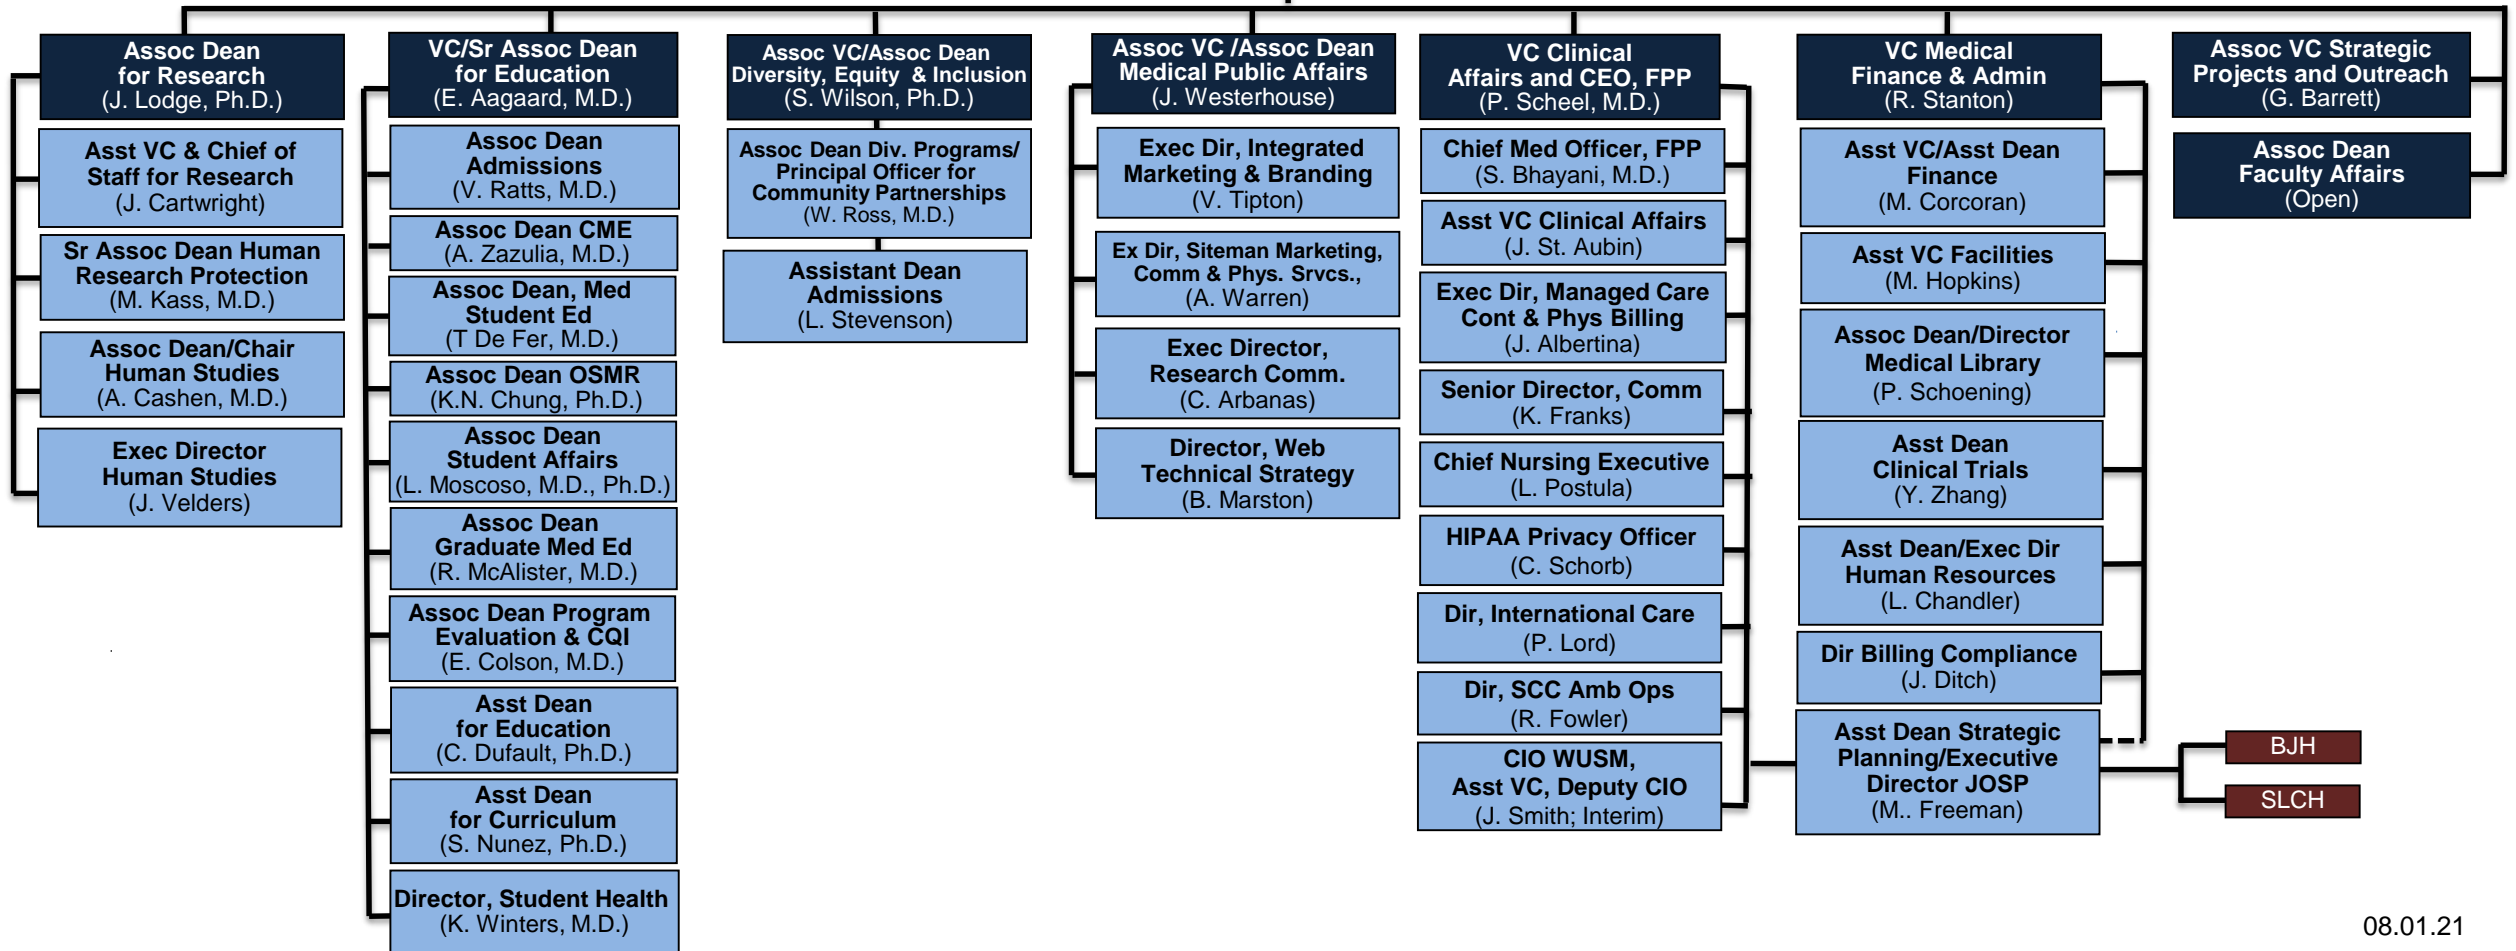 Assoc Dean
for Research
(J. Lodge, Ph.D.)
Asst VC & Chief of
Staff for Research
(J. Cartwright)
Sr Assoc Dean Human
Research Protection
(M. Kass, M.D.)
Assoc Dean/Chair
Human Studies
(A. Cashen, M.D.)
Exec Director
Human Studies
(J. Velders)
VC/Sr Assoc Dean
for Education
(E. Aagaard, M.D.)
Assoc Dean
Admissions
(V. Ratts, M.D.)
Assoc Dean CME
(A. Zazulia, M.D.)
Assoc Dean, Med
Student Ed
(T De Fer, M.D.)
Assoc Dean OSMR
(K.N. Chung, Ph.D.)
Assoc Dean
Student Affairs
(L. Moscoso, M.D., Ph.D.)
Assoc Dean
Graduate Med Ed
(R. McAlister, M.D.)
Assoc Dean Program
Evaluation & CQI
(E. Colson, M.D.)
Asst Dean
for Education
(C. Dufault, Ph.D.)
Asst Dean
for Curriculum
(S. Nunez, Ph.D.)
Director, Student Health
(K. Winters, M.D.)
Assoc VC/Assoc Dean
Diversity, Equity & Inclusion
(S. Wilson, Ph.D.)
Assoc Dean Div. Programs/
Principal Officer for
Community Partnerships
(W. Ross, M.D.)
Assistant Dean
Admissions
(L. Stevenson)
Assoc VC /Assoc Dean
Medical Public Affairs
(J. Westerhouse)
Exec Dir, Integrated
Marketing & Branding
(V. Tipton)
Ex Dir, Siteman Marketing,
Comm & Phys. Srvcs.,
(A. Warren)
Exec Director,
Research Comm.
(C. Arbanas)
Director, Web
Technical Strategy
(B. Marston)
VC Clinical
Affairs and CEO, FPP
(P. Scheel, M.D.)
Chief Med Officer, FPP
(S. Bhayani, M.D.)
Asst VC Clinical Affairs
(J. St. Aubin)
Exec Dir, Managed Care
Cont & Phys Billing
(J. Albertina)
Senior Director, Comm
(K. Franks)
Chief Nursing Executive
(L. Postula)
HIPAA Privacy Officer
(C. Schorb)
Dir, International Care
(P. Lord)
Dir, SCC Amb Ops
(R. Fowler)
CIO WUSM,
Asst VC, Deputy CIO
(J. Smith; Interim)
VC Medical
Finance & Admin
(R. Stanton)
Asst VC/Asst Dean
Finance
(M. Corcoran)
Asst VC Facilities
(M. Hopkins)
Assoc Dean/Director
Medical Library
(P. Schoening)
Asst Dean
Clinical Trials
(Y. Zhang)
Asst Dean/Exec Dir
Human Resources
(L. Chandler)
Dir Billing Compliance
(J. Ditch)
Asst Dean Strategic
Planning/Executive
Director JOSP
(M.. Freeman)
Assoc VC Strategic
Projects and Outreach
(G. Barrett)
Assoc Dean
Faculty Affairs
(Open)
BJH
SLCH
08.01.21